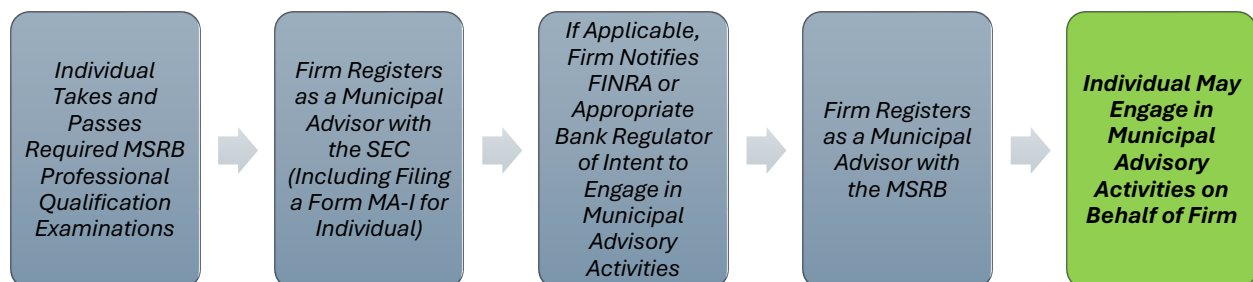 Individual
Takes and
Passes
Required MSRB
Professional
Qualification
Examinations
Firm Registers
as a Municipal
Advisor with
the SEC
(Including Filing
a Form MA-I for
Individual)
If Applicable,
Firm Notifies
FINRA or
Appropriate
Bank Regulator
of Intent to
Engage in
Municipal
Advisory
Activities
Firm Registers
as a Municipal
Advisor with
the MSRB
Individual May
Engage in
Municipal
Advisory
Activities on
Behalf of Firm